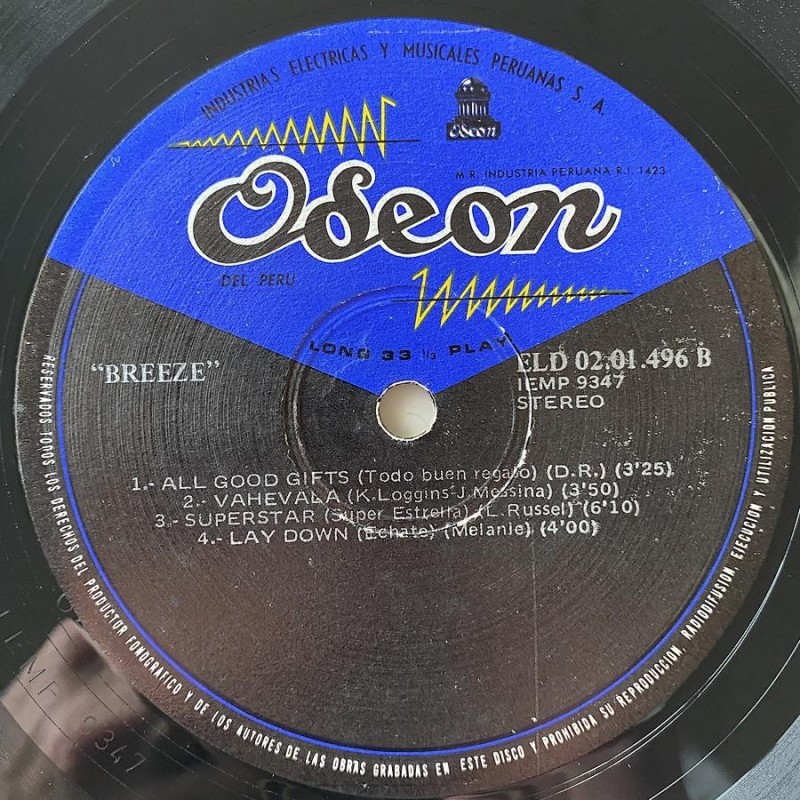 INDUSTRIAS ELECTRICAS Y MUSICALES PERUANAS S. A.
Odeon
M.R. INDUSTRIA PERUANA R.I. 1423
Odeon
DEL PERU
LONG 33 1/3 PLAY
"BREEZE"
ELD 02.01.496 B
IEMP 9347
STEREO
1.- ALL GOOD GIFTS (Todo buen regalo) (D.R.) (3'25)
2.- VAHEVALA (K.Loggins-J.Messina) (3'50)
3.- SUPERSTAR (Super Estrella) (L. Russel) (6'10)
4.- LAY DOWN (Echate) (Melanie) (4'00)
RESERVADOS TODOS LOS DERECHOS DEL PRODUCTOR FONOGRAFICO Y DE LOS AUTORES DE LAS OBRAS GRABADAS EN ESTE DISCO Y PROHIBIDA SU REPRODUCCION, RADIODIFUSION, EJECUCION Y UTILIZACION PUBLICA
9347